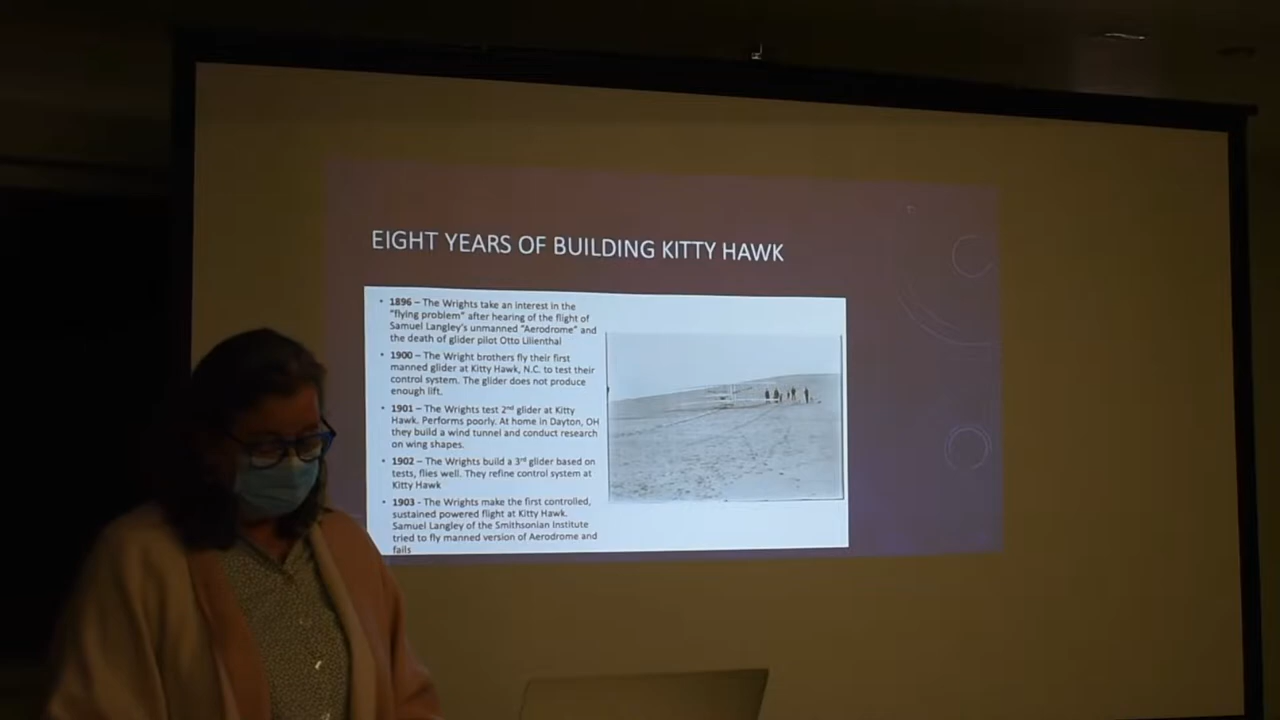 EIGHT YEARS OF BUILDING KITTY HAWK
• 1896 – The Wrights take an interest in the
"flying problem" after hearing of the flight of
Samuel Langley's unmanned "Aerodrome" and
the death of glider pilot Otto Lilienthal
• 1900 – The Wright brothers fly their first
manned glider at Kitty Hawk, N.C. to test their
control system. The glider does not produce
enough lift.
• 1901 – The Wrights test 2nd glider at Kitty
Hawk. Performs poorly. At home in Dayton, OH
they build a wind tunnel and conduct research
on wing shapes.
• 1902 – The Wrights build a 3rd glider based on
tests, flies well. They refine control system at
Kitty Hawk
• 1903 - The Wrights make the first controlled,
sustained powered flight at Kitty Hawk.
Samuel Langley of the Smithsonian Institute
tried to fly manned version of Aerodrome and
fails